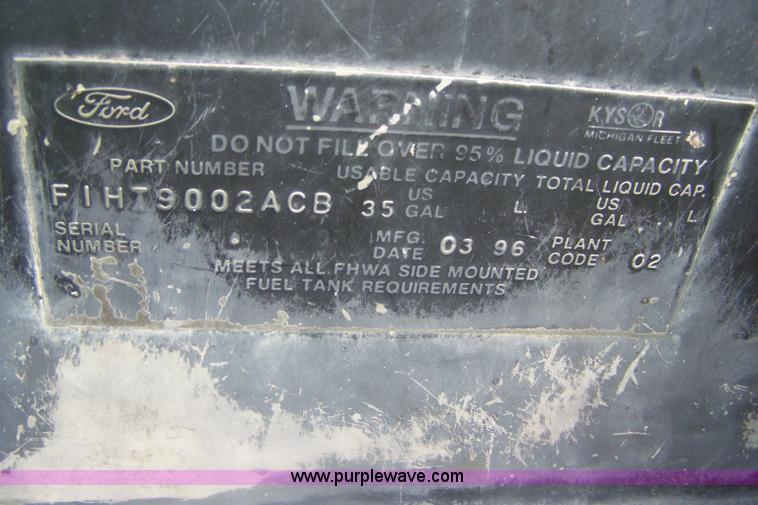 Ford WARNING KYSOR
MICHIGAN FLEET
DO NOT FILL OVER 95% LIQUID CAPACITY
PART NUMBER USABLE CAPACITY TOTAL LIQUID CAP.
F1HT9002ACB 35 US GAL L. US GAL L
SERIAL NUMBER MFG. DATE 03 96 PLANT CODE 02
MEETS ALL FHWA SIDE MOUNTED
FUEL TANK REQUIREMENTS
www.purplewave.com